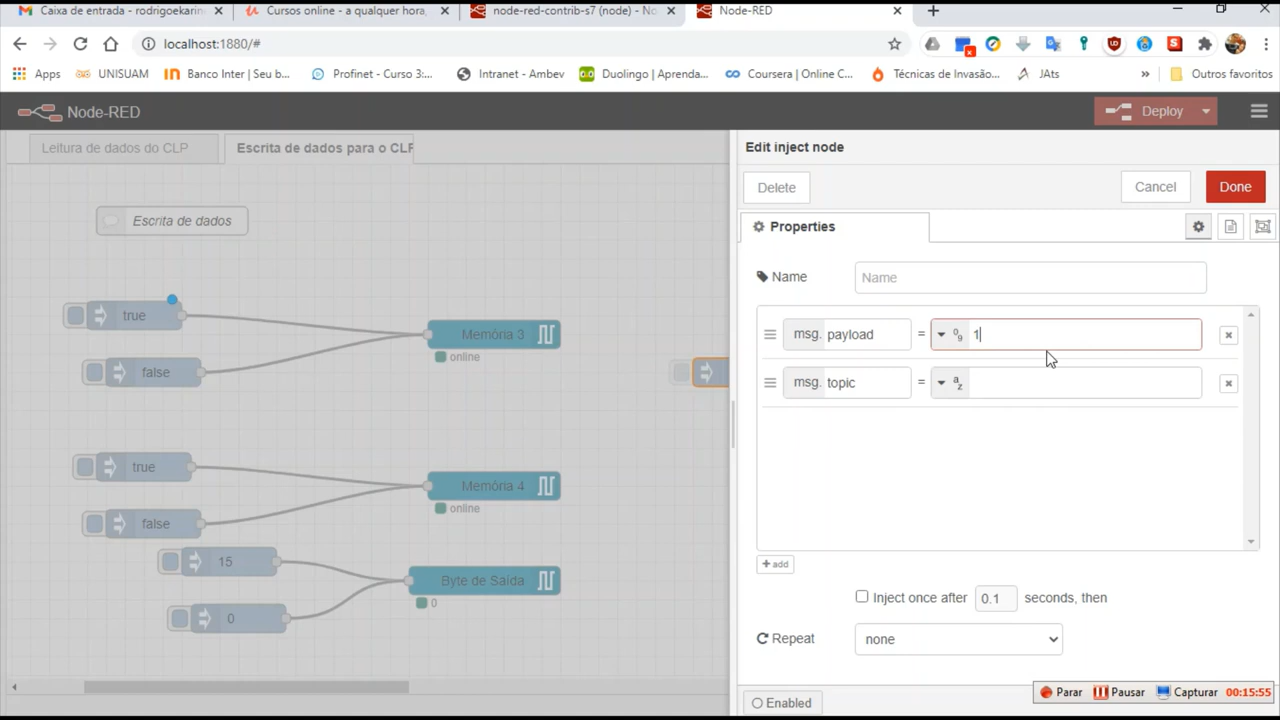 Caixa de entrada - rodrigoekarin
Cursos online - a qualquer hora,
node-red-contrib-s7 (node) - No
Node-RED
localhost:1880/#
Apps
UNISUAM
Banco Inter | Seu b...
Profinet - Curso 3:...
Intranet - Ambev
Duolingo | Aprenda...
Coursera | Online C...
Técnicas de Invasão...
JAts
»
Outros favoritos
Node-RED
Deploy
Leitura de dados do CLP
Escrita de dados para o CLP
Edit inject node
Delete
Cancel
Done
Properties
Name
Name
msg. payload = 0 9 1
msg. topic = a z
+ add
Inject once after 0.1 seconds, then
Repeat none
Enabled
Escrita de dados
true
false
Memória 3
online
true
false
Memória 4
online
15
0
Byte de Saída
0
Parar
Pausar
Capturar
00:15:55